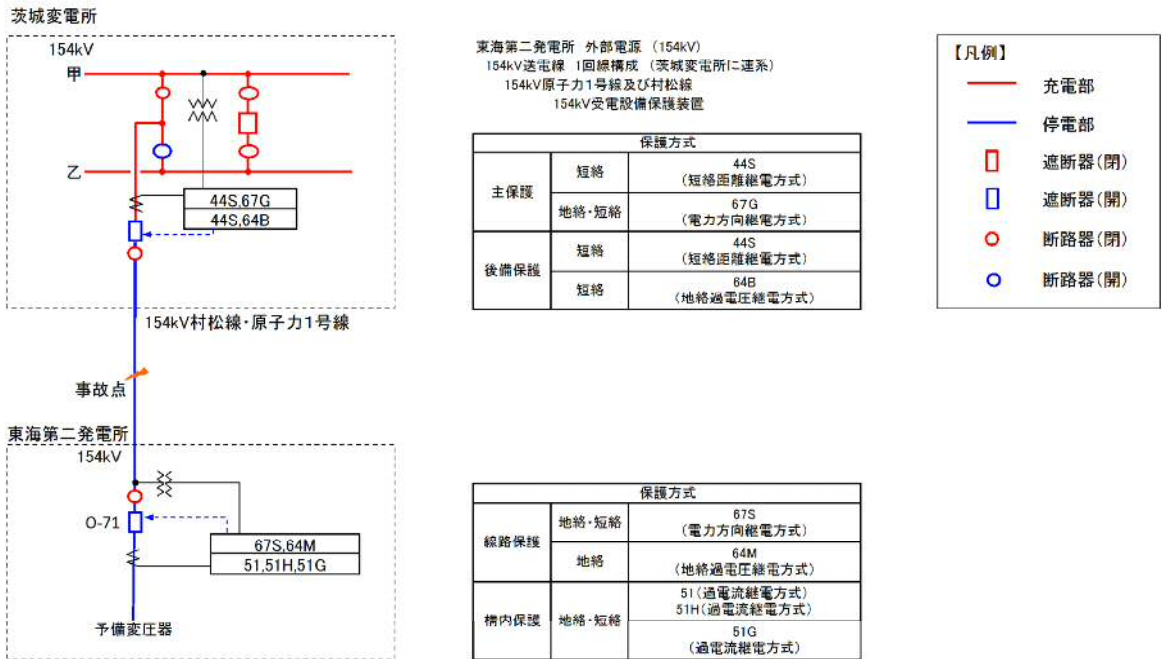 茨城変電所
154kV
甲
乙
44S,67G
44S,64B
154kV村松線・原子力1号線
事故点
東海第二発電所
154kV
O-71
67S,64M
51,51H,51G
予備変圧器
東海第二発電所 外部電源 (154kV)
154kV送電線 1回線構成 (茨城変電所に連系)
154kV原子力1号線及び村松線
154kV受電設備保護装置
保護方式
主保護
短絡
44S
(短絡距離継電方式)
地絡・短絡
67G
(電力方向継電方式)
後備保護
短絡
44S
(短絡距離継電方式)
短絡
64B
(地絡過電圧継電方式)
保護方式
線路保護
地絡・短絡
67S
(電力方向継電方式)
地絡
64M
(地絡過電圧継電方式)
構内保護
地絡・短絡
51(過電流継電方式)
51H(過電流継電方式)
51G
(過電流継電方式)
【凡例】
充電部
停電部
遮断器(閉)
遮断器(開)
断路器(閉)
断路器(開)